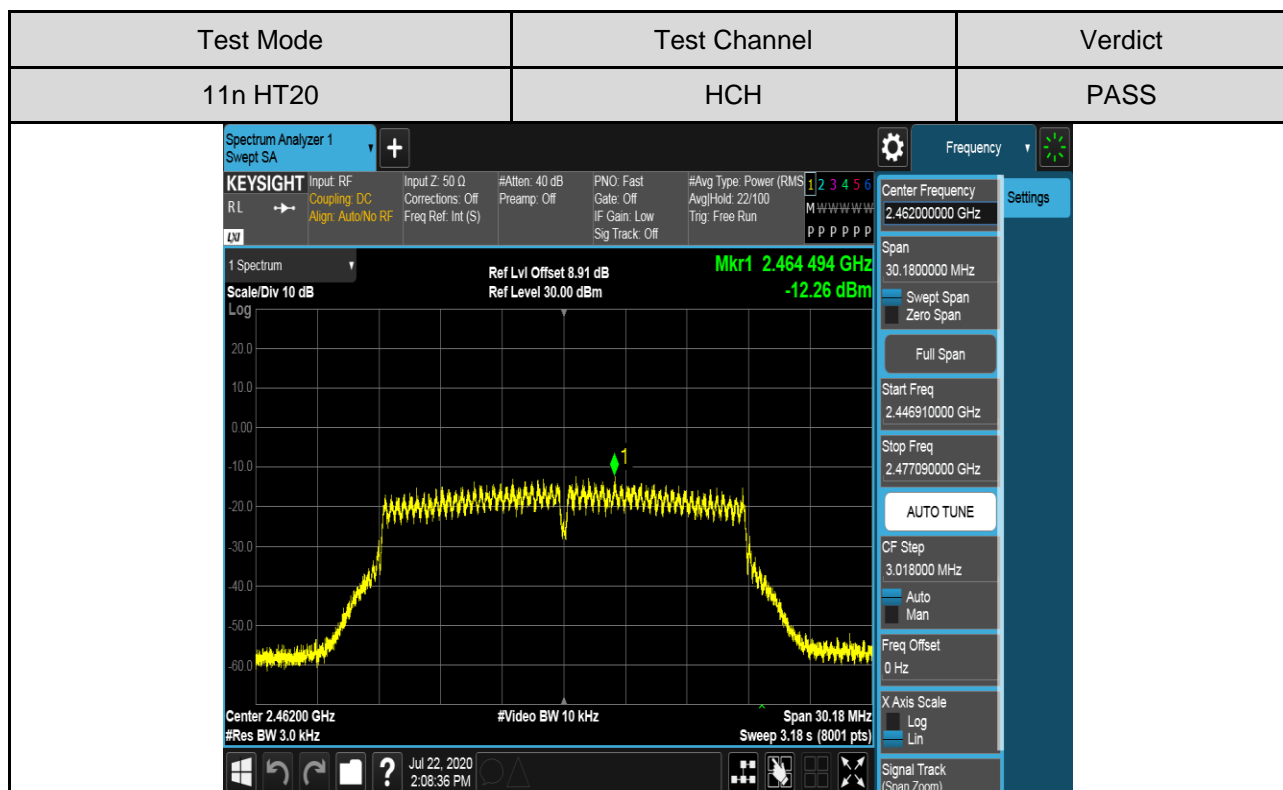 Test Mode Test Channel Verdict
11n HT20 HCH PASS
Spectrum Analyzer 1
Swept SA
+
Frequency
KEYSIGHT Input: RF Input Z: 50 Ω #Atten: 40 dB PNO: Fast #Avg Type: Power (RMS 1 2 3 4 5 6
RL Coupling: DC Corrections: Off Preamp: Off Gate: Off Avg|Hold: 22/100 M W W W W W
Align: Auto/No RF Freq Ref: Int (S) IF Gain: Low Trig: Free Run
LXI Sig Track: Off P P P P P P
1 Spectrum
Scale/Div 10 dB
Ref Lvl Offset 8.91 dB
Ref Level 30.00 dBm
Mkr1 2.464 494 GHz
-12.26 dBm
Log
20.0
10.0
0.00
-10.0
-20.0
-30.0
-40.0
-50.0
-60.0
1
Center 2.46200 GHz #Video BW 10 kHz Span 30.18 MHz
#Res BW 3.0 kHz Sweep 3.18 s (8001 pts)
Center Frequency
2.462000000 GHz
Settings
Span
30.1800000 MHz
Swept Span
Zero Span
Full Span
Start Freq
2.446910000 GHz
Stop Freq
2.477090000 GHz
AUTO TUNE
CF Step
3.018000 MHz
Auto
Man
Freq Offset
0 Hz
X Axis Scale
Log
Lin
Signal Track
(Span Zoom)
? Jul 22, 2020
2:08:36 PM